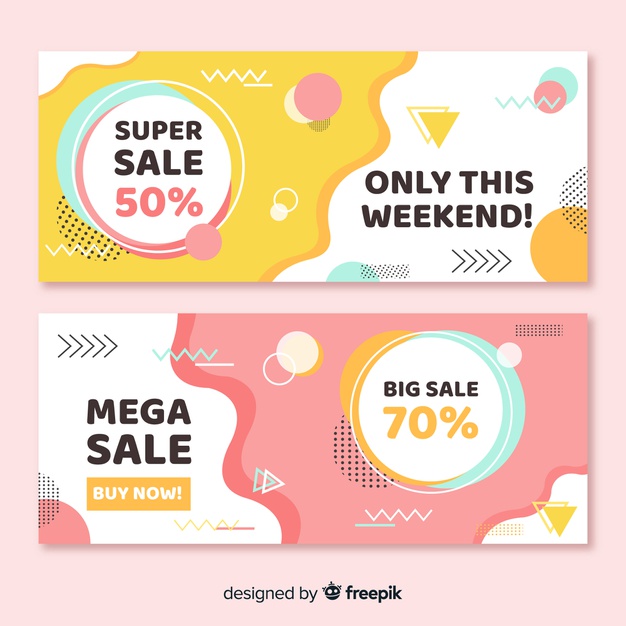 SUPER
SALE
50%
ONLY THIS
WEEKEND!
MEGA
SALE
BUY NOW!
BIG SALE
70%
designed by freepik